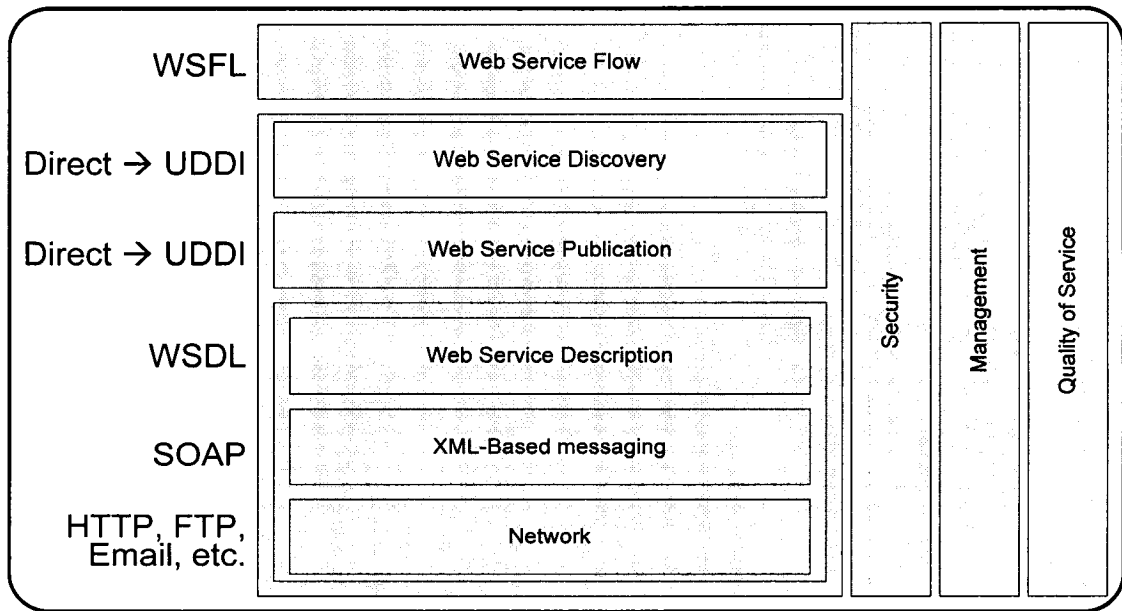 WSFL
Web Service Flow
Direct → UDDI
Web Service Discovery
Direct → UDDI
Web Service Publication
WSDL
Web Service Description
SOAP
XML-Based messaging
HTTP, FTP,
Email, etc.
Network
Security
Management
Quality of Service